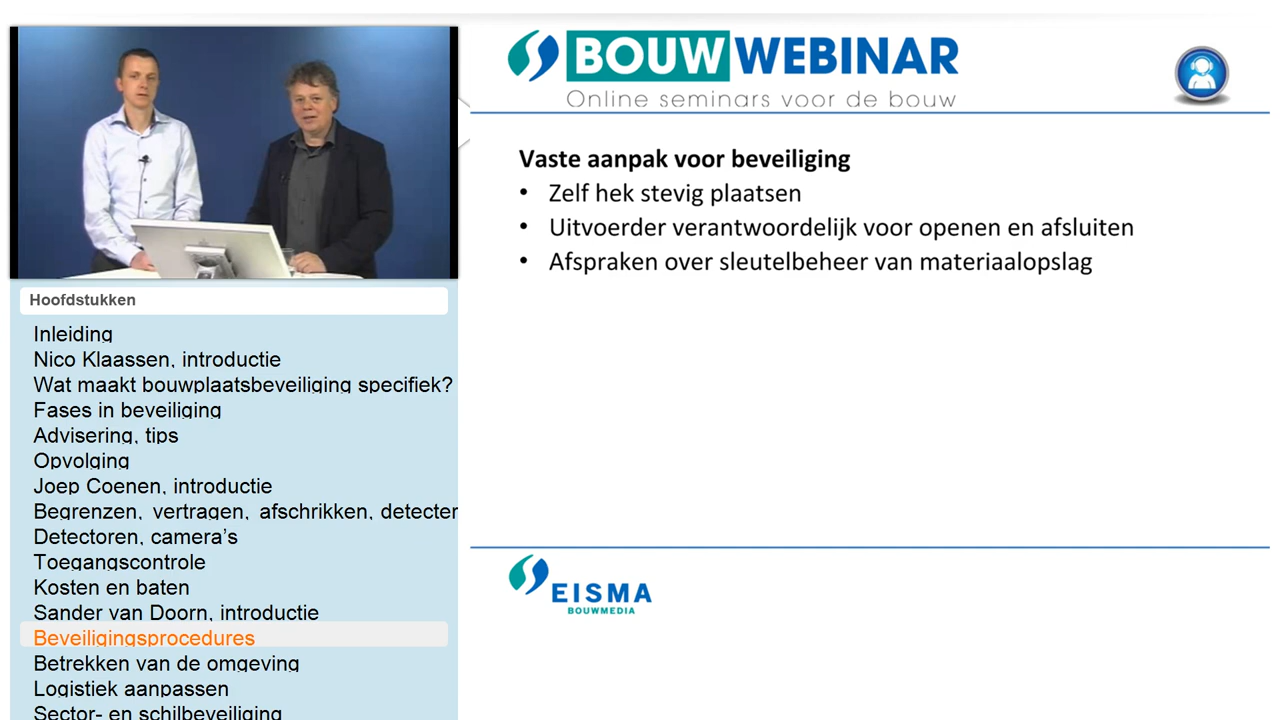 BOUW WEBINAR
Online seminars voor de bouw
Vaste aanpak voor beveiliging
• Zelf hek stevig plaatsen
• Uitvoerder verantwoordelijk voor openen en afsluiten
• Afspraken over sleutelbeheer van materiaalopslag
Hoofdstukken
Inleiding
Nico Klaassen, introductie
Wat maakt bouwplaatsbeveiliging specifiek?
Fases in beveiliging
Advisering, tips
Opvolging
Joep Coenen, introductie
Begrenzen, vertragen, afschrikken, detecter
Detectoren, camera's
Toegangscontrole
Kosten en baten
Sander van Doorn, introductie
Beveiligingsprocedures
Betrekken van de omgeving
Logistiek aanpassen
Sector- en schilbeveiliging
EISMA
BOUWMEDIA